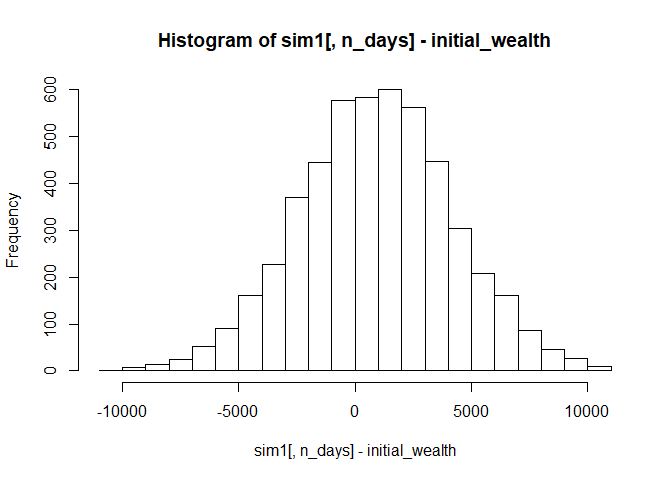 Histogram of sim1[, n_days] - initial_wealth
Frequency
600
500
400
300
200
100
0
-10000 -5000 0 5000 10000
sim1[, n_days] - initial_wealth